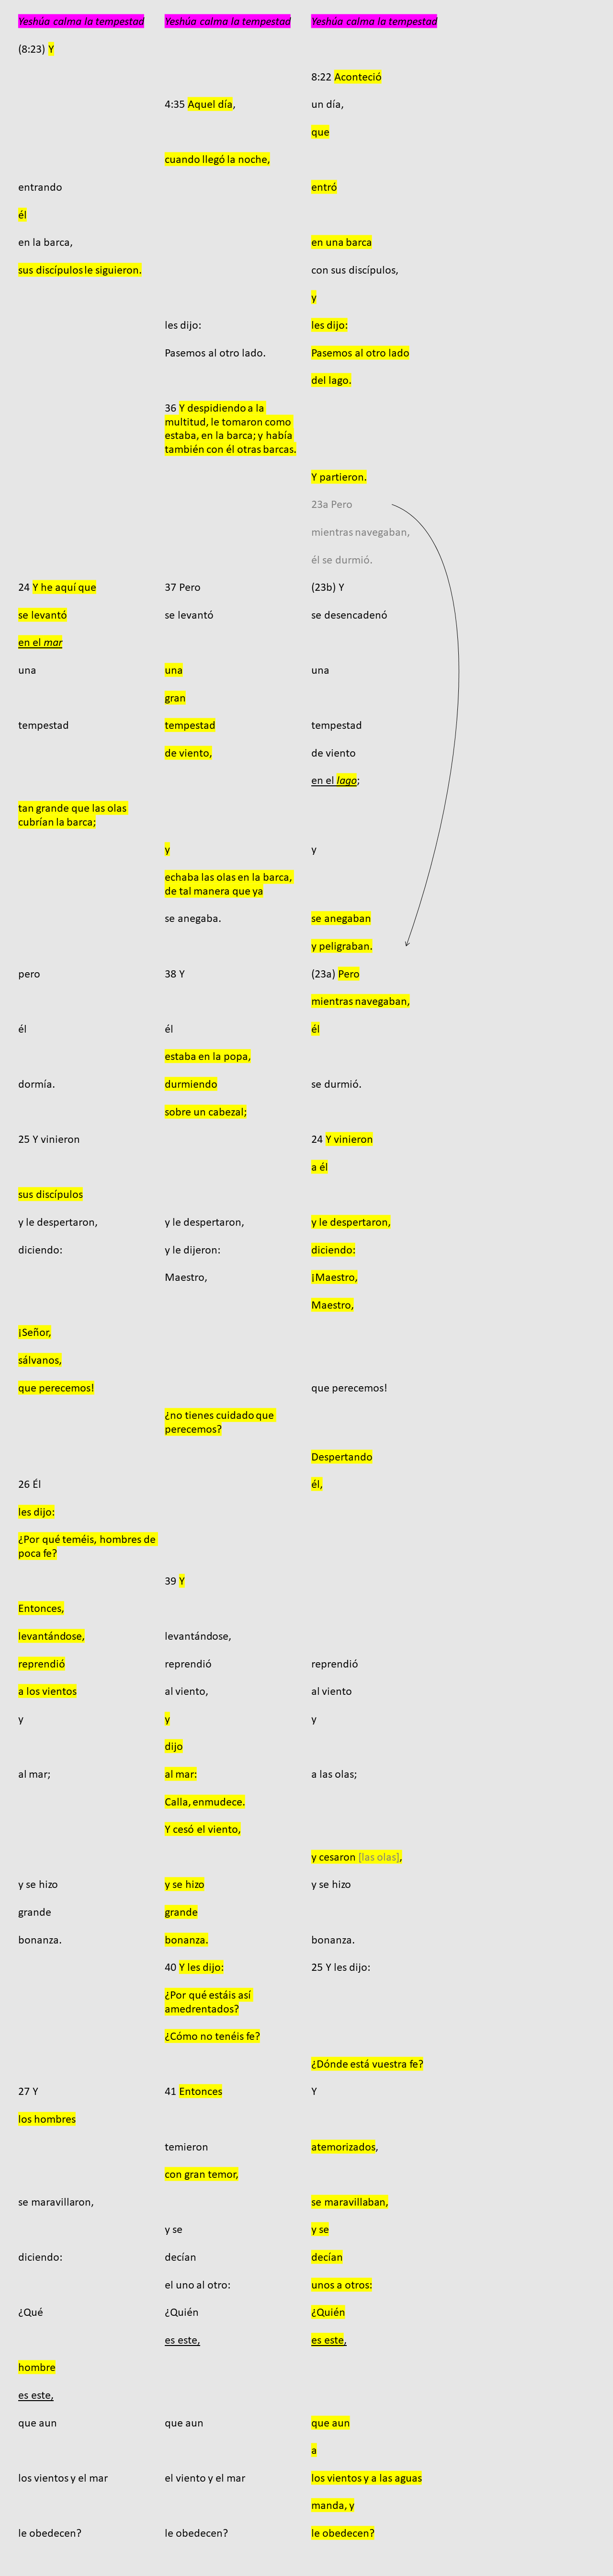 Yeshúa calma la tempestad
(8:23) Y
entrando
él
en la barca,
sus discípulos le siguieron.
24 Y he aquí que
se levantó
en el mar
una
tempestad
tan grande que las olas
cubrían la barca;
pero
él
dormía.
25 Y vinieron
sus discípulos
y le despertaron,
diciendo:
¡Señor,
sálvanos,
que perecemos!
26 Él
les dijo:
¿Por qué teméis, hombres de
poca fe?
Entonces,
levantándose,
reprendió
a los vientos
y
al mar;
y se hizo
grande
bonanza.
27 Y
los hombres
se maravillaron,
diciendo:
¿Qué
hombre
es este,
que aun
los vientos y el mar
le obedecen?
Yeshúa calma la tempestad
4:35 Aquel día,
cuando llegó la noche,
les dijo:
Pasemos al otro lado.
36 Y despidiendo a la
multitud, le tomaron como
estaba, en la barca; y había
también con él otras barcas.
37 Pero
se levantó
una
gran
tempestad
de viento,
y
echaba las olas en la barca,
de tal manera que ya
se anegaba.
38 Y
él
estaba en la popa,
durmiendo
sobre un cabezal;
y le despertaron,
y le dijeron:
Maestro,
¿no tienes cuidado que
perecemos?
39 Y
levantándose,
reprendió
al viento,
y
dijo
al mar:
Calla, enmudece.
Y cesó el viento,
y se hizo
grande
bonanza.
40 Y les dijo:
¿Por qué estáis así
amedrentados?
¿Cómo no tenéis fe?
41 Entonces
temieron
con gran temor,
y se
decían
el uno al otro:
¿Quién
es este,
que aun
el viento y el mar
le obedecen?
Yeshúa calma la tempestad
8:22 Aconteció
un día,
que
entró
en una barca
con sus discípulos,
y
les dijo:
Pasemos al otro lado
del lago.
Y partieron.
23a Pero
mientras navegaban,
él se durmió.
(23b) Y
se desencadenó
una
tempestad
de viento
en el lago;
y
se anegaban
y peligraban.
(23a) Pero
mientras navegaban,
él
se durmió.
24 Y vinieron
a él
y le despertaron,
diciendo:
¡Maestro,
Maestro,
que perecemos!
Despertando
él,
reprendió
al viento
y
a las olas;
y cesaron [las olas],
y se hizo
bonanza.
25 Y les dijo:
¿Dónde está vuestra fe?
Y
atemorizados,
se maravillaban,
y se
decían
unos a otros:
¿Quién
es este,
que aun
a
los vientos y a las aguas
manda, y
le obedecen?